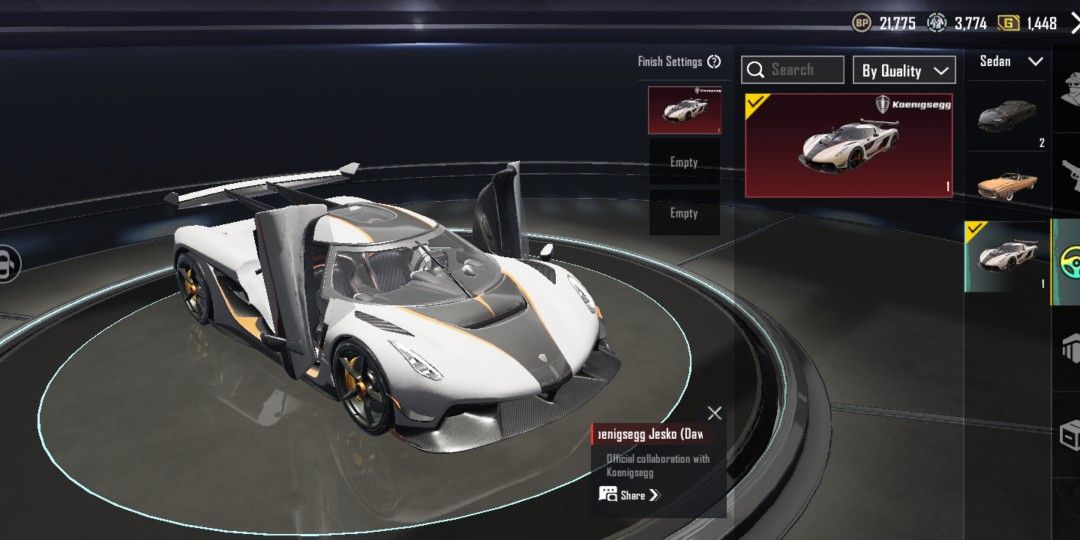 BP 21,775 3,774 G 1,448
Finish Settings ?
Search
By Quality
Sedan
Koenigsegg
1
2
Empty
Empty
1
enigsegg Jesko (Daw
Official collaboration with
Koenigsegg
Share